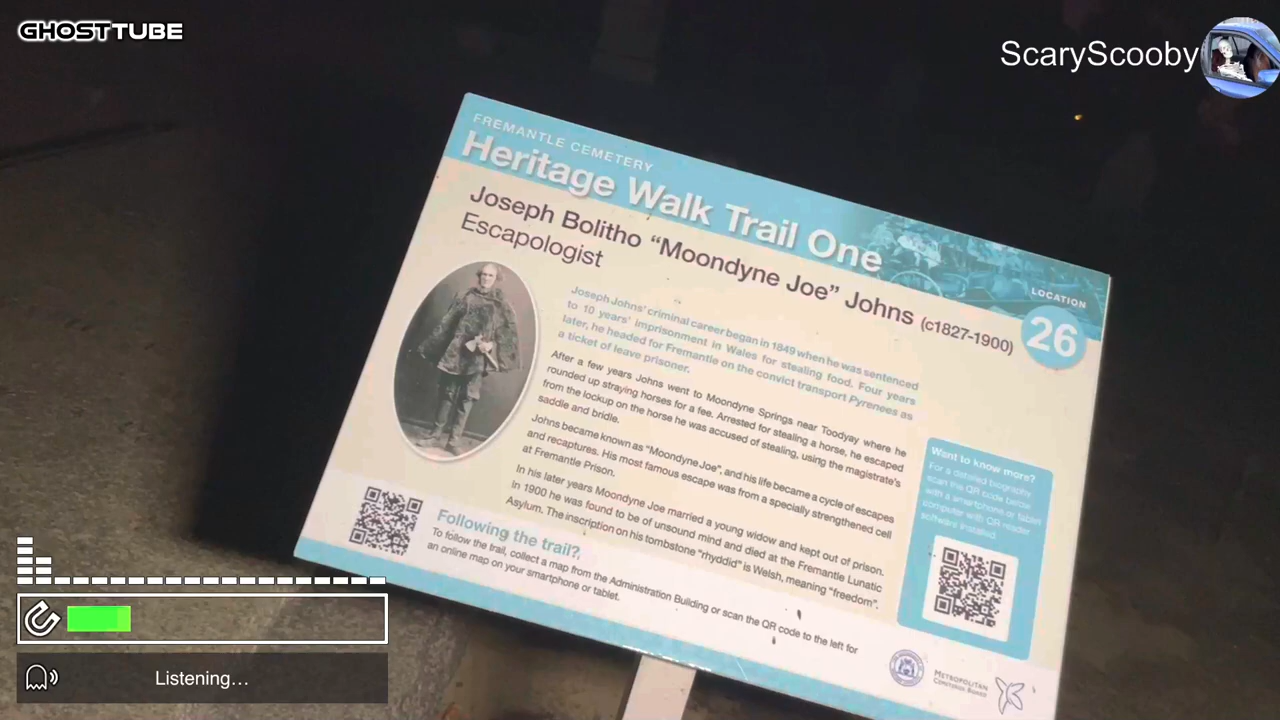 GHOSTTUBE
ScaryScooby
FREMANTLE CEMETERY
Heritage Walk Trail One
LOCATION
26
Joseph Bolitho “Moondyne Joe” Johns (c1827-1900)
Escapologist
Joseph Johns' criminal career began in 1849 when he was sentenced
to 10 years' imprisonment in Wales for stealing food. Four years
later, he headed for Fremantle on the convict transport Pyrenees as
a ticket of leave prisoner.
After a few years Johns went to Moondyne Springs near Toodyay where he
rounded up straying horses for a fee. Arrested for stealing a horse, he escaped
from the lockup on the horse he was accused of stealing, using the magistrate's
saddle and bridle.
Johns became known as “Moondyne Joe”, and his life became a cycle of escapes
and recaptures. His most famous escape was from a specially strengthened cell
at Fremantle Prison.
In his later years Moondyne Joe married a young widow and kept out of prison.
In 1900 he was found to be of unsound mind and died at the Fremantle Lunatic
Asylum. The inscription on his tombstone “rhyddid” is Welsh, meaning “freedom”.
Want to know more?
For a detailed biography
scan the QR code below
with a smartphone or tablet
computer with QR reader
software installed.
Following the trail?
To follow the trail, collect a map from the Administration Building or scan the QR code to the left for
an online map on your smartphone or tablet.
METROPOLITAN
CEMETERIES BOARD
Listening...